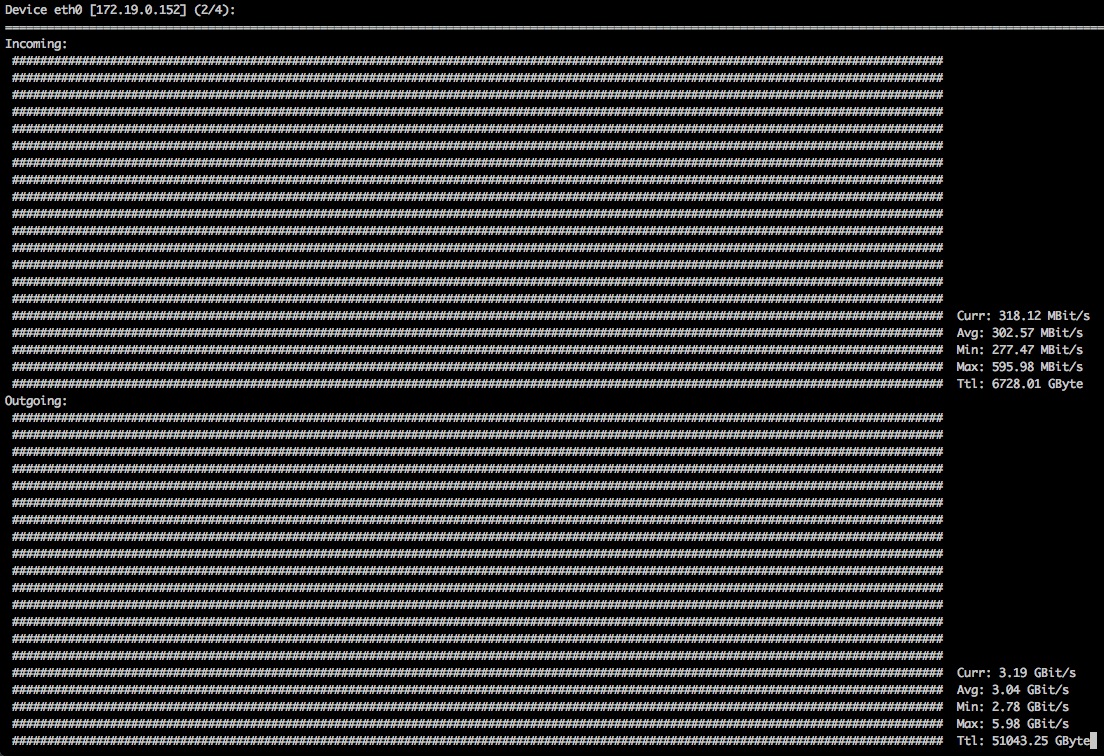 Device eth0 [172.19.0.152] (2/4):
Incoming:
Curr: 318.12 MBit/s
Avg: 302.57 MBit/s
Min: 277.47 MBit/s
Max: 595.98 MBit/s
Ttl: 6728.01 GByte
Outgoing:
Curr: 3.19 GBit/s
Avg: 3.04 GBit/s
Min: 2.78 GBit/s
Max: 5.98 GBit/s
Ttl: 51043.25 GByte